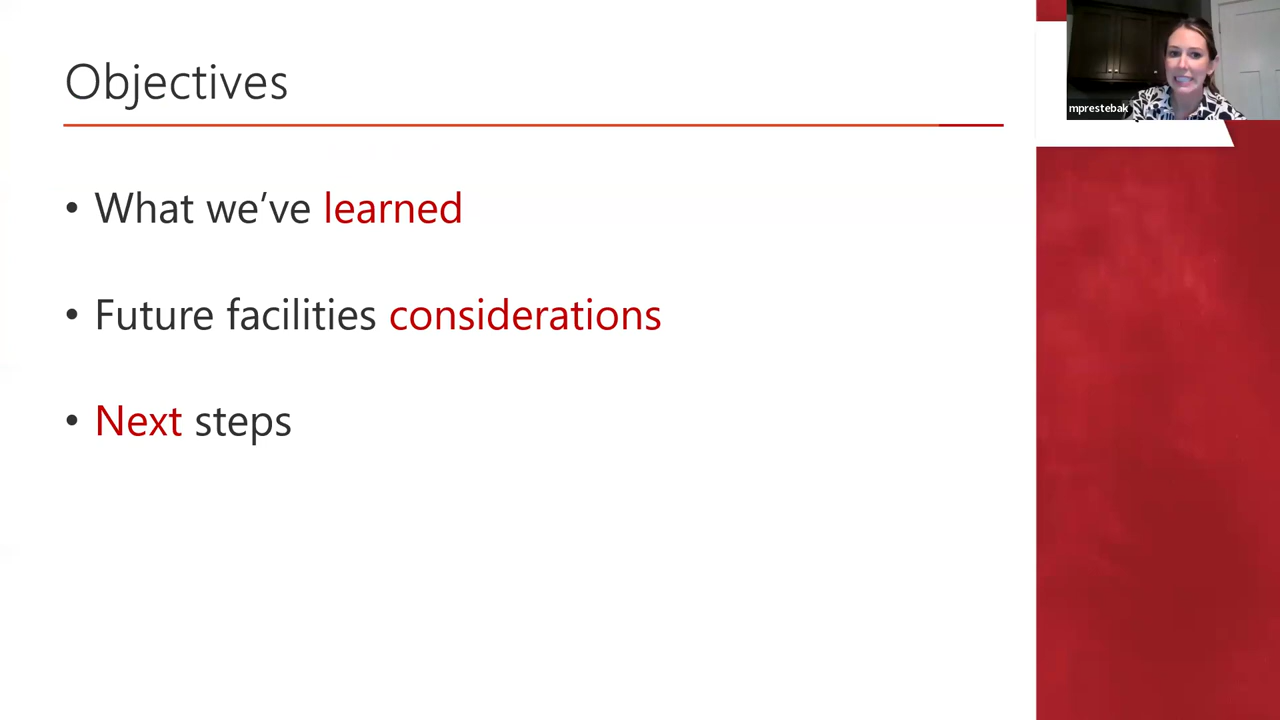 Objectives
• What we’ve learned
• Future facilities considerations
• Next steps
mprestebak